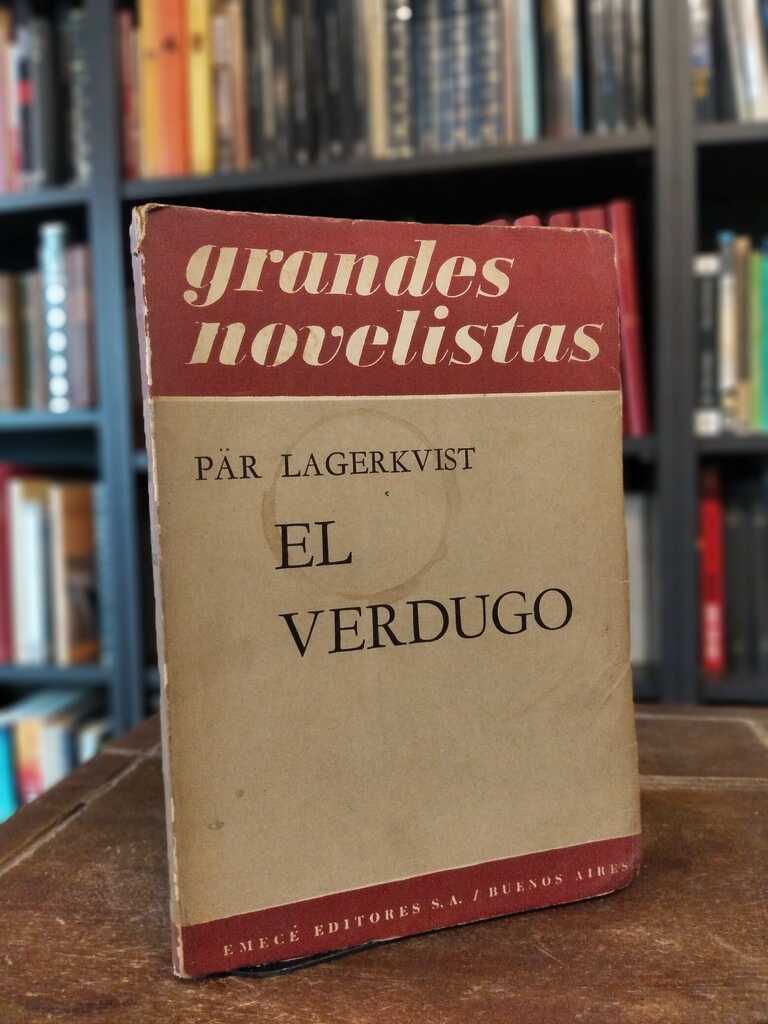 grandes
novelistas
PÄR LAGERKVIST
EL
VERDUGO
EMECÉ EDITORES S.A. / BUENOS AIRES